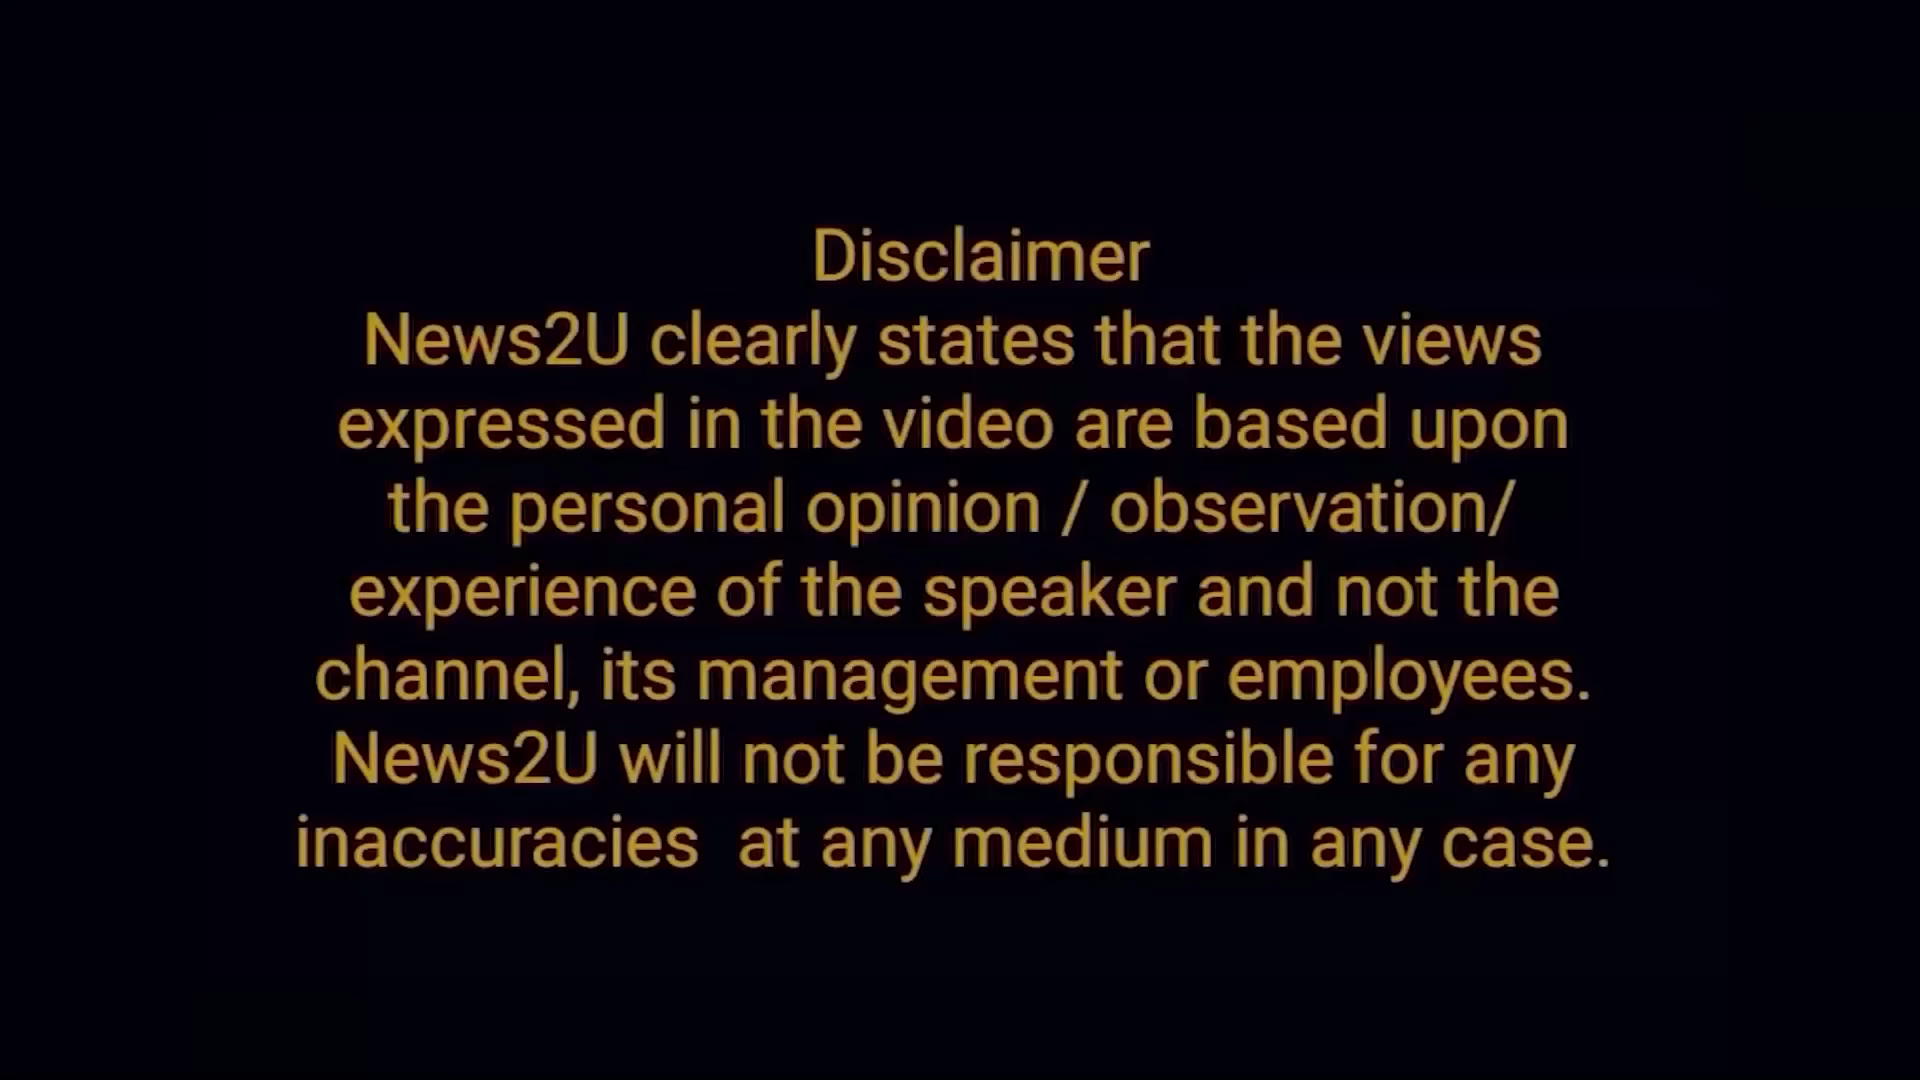 Disclaimer
News2U clearly states that the views
expressed in the video are based upon
the personal opinion / observation/
experience of the speaker and not the
channel, its management or employees.
News2U will not be responsible for any
inaccuracies  at any medium in any case.